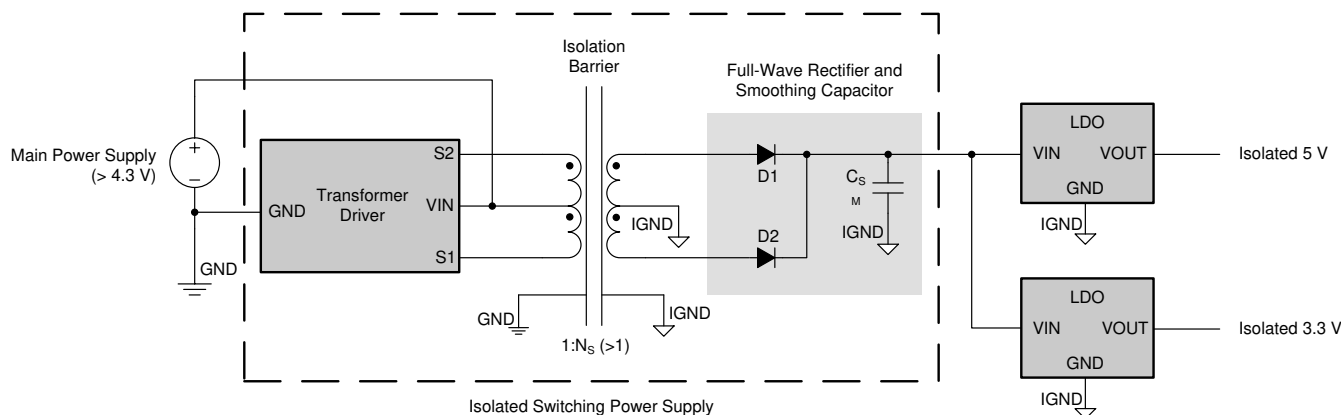 Isolation
Barrier
Full-Wave Rectifier and
Smoothing Capacitor
Main Power Supply
(> 4.3 V)
+
−
GND
Transformer
Driver
GND
S2
VIN
S1
IGND
GND
IGND
1:NS (>1)
D1
D2
CS
M
IGND
LDO
VIN
VOUT
GND
IGND
Isolated 5 V
LDO
VIN
VOUT
GND
IGND
Isolated 3.3 V
Isolated Switching Power Supply